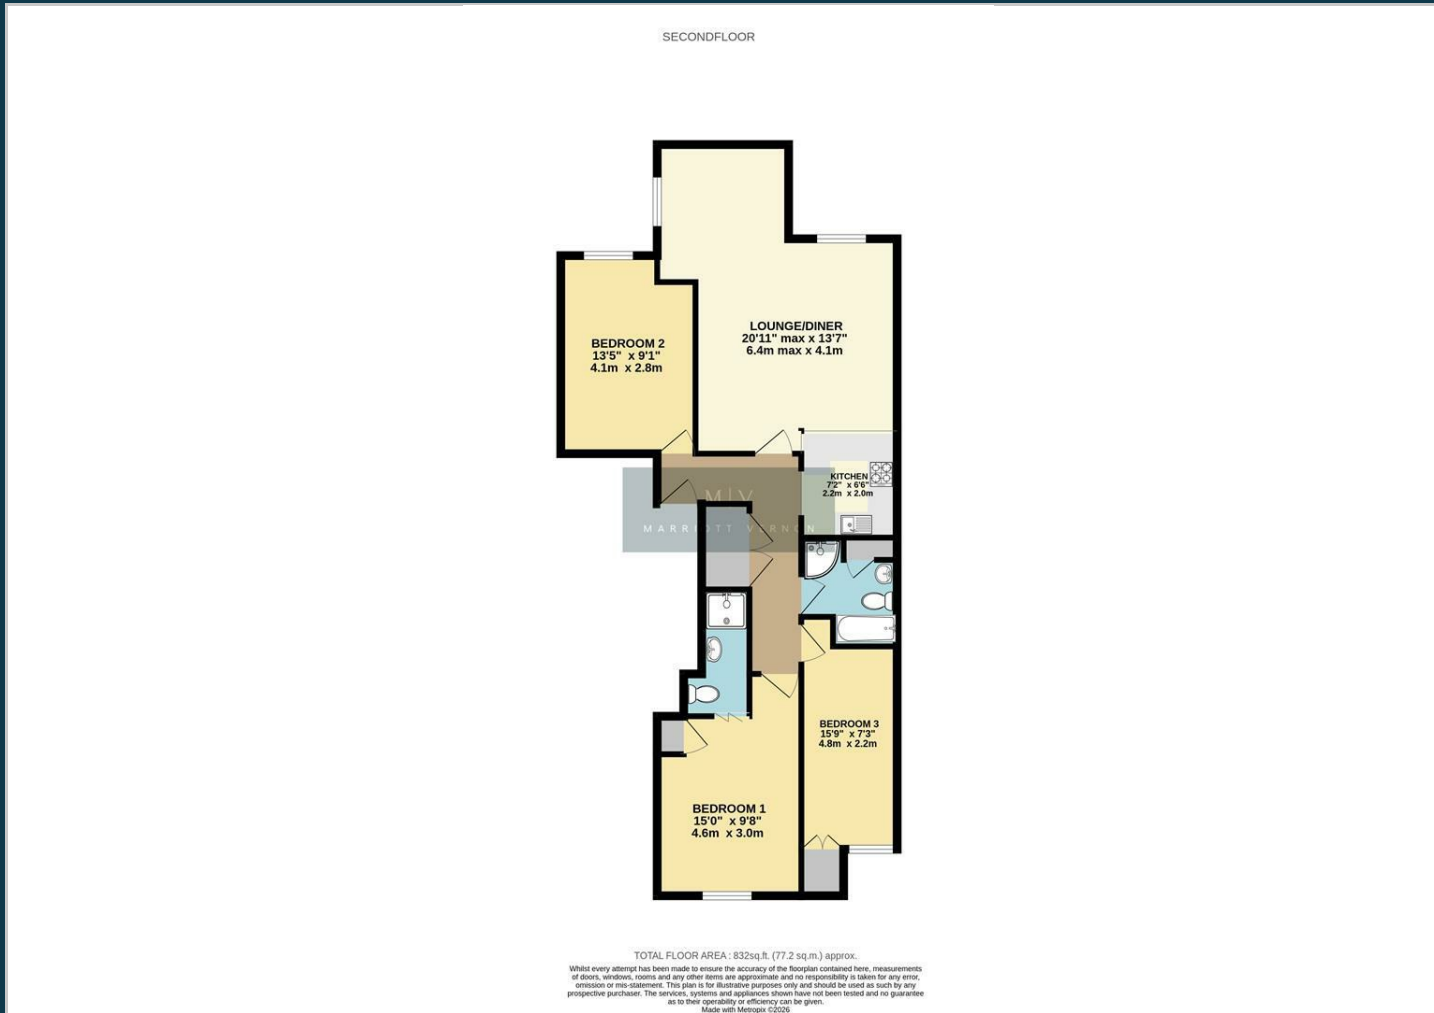 SECONDFLOOR
LOUNGE/DINER
20'11" max x 13'7"
6.4m max x 4.1m
BEDROOM 2
13'5" x 9'1"
4.1m x 2.8m
KITCHEN
7'2" x 6'6"
2.2m x 2.0m
M|V
MARRIOTT VERNON
BEDROOM 3
15'9" x 7'3"
4.8m x 2.2m
BEDROOM 1
15'0" x 9'8"
4.6m x 3.0m
TOTAL FLOOR AREA : 832sq.ft. (77.2 sq.m.) approx.
Whilst every attempt has been made to ensure the accuracy of the floorplan contained here, measurements
of doors, windows, rooms and any other items are approximate and no responsibility is taken for any error,
omission or mis-statement. This plan is for illustrative purposes only and should be used as such by any
prospective purchaser. The services, systems and appliances shown have not been tested and no guarantee
as to their operability or efficiency can be given.
Made with Metropix ©2026